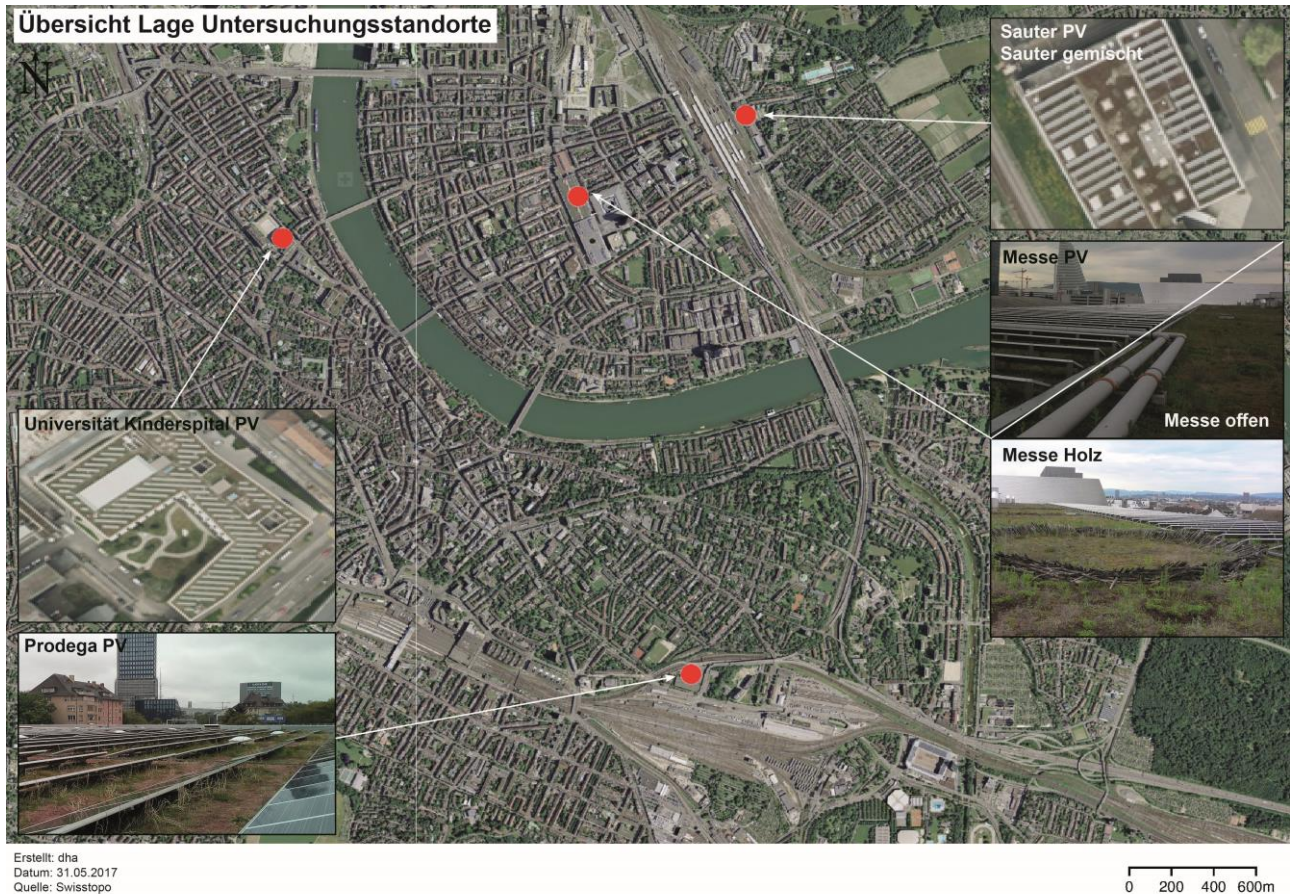 Übersicht Lage Untersuchungsstandorte
N
Sauter PV
Sauter gemischt
Messe PV
Messe offen
Messe Holz
Universität Kinderspital PV
Prodega PV
Erstellt: dha
Datum: 31.05.2017
Quelle: Swisstopo
0 200 400 600m